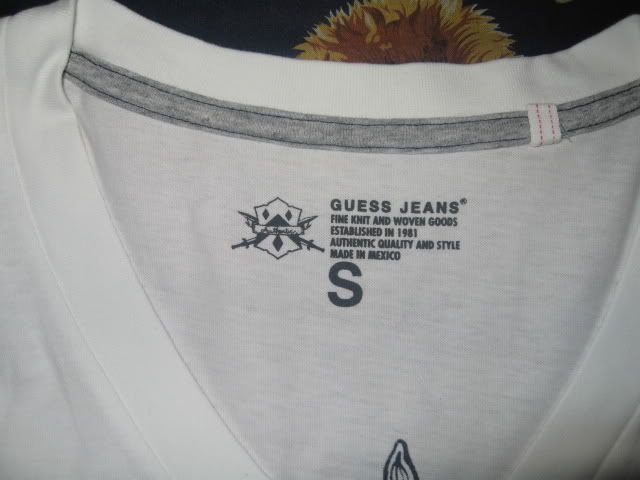 GUESS JEANS®
FINE KNIT AND WOVEN GOODS
ESTABLISHED IN 1981
AUTHENTIC QUALITY AND STYLE
MADE IN MEXICO
S